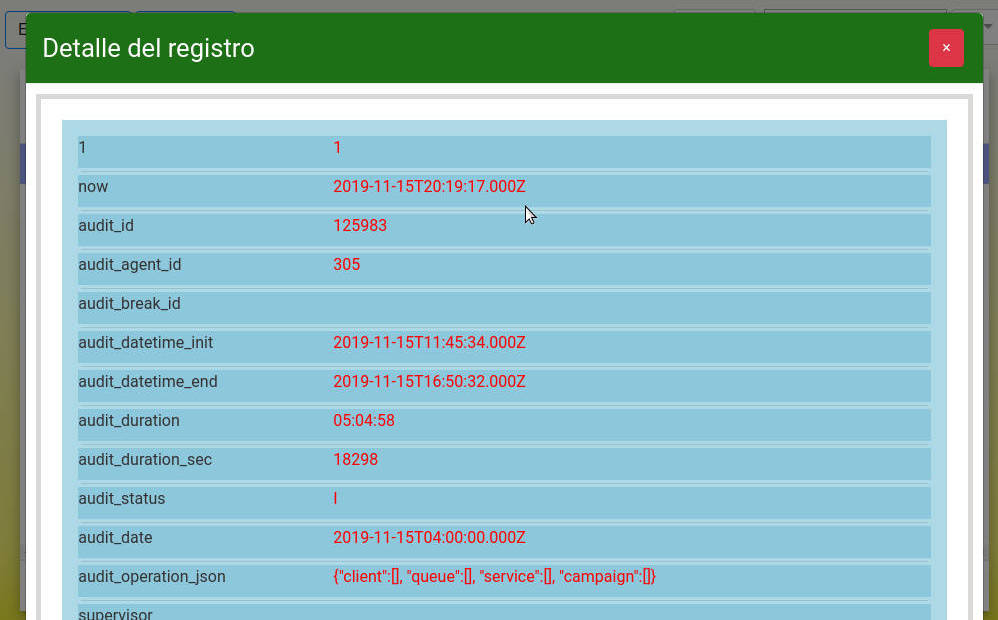 Detalle del registro ×
1 1
now 2019-11-15T20:19:17.000Z
audit_id 125983
audit_agent_id 305
audit_break_id
audit_datetime_init 2019-11-15T11:45:34.000Z
audit_datetime_end 2019-11-15T16:50:32.000Z
audit_duration 05:04:58
audit_duration_sec 18298
audit_status I
audit_date 2019-11-15T04:00:00.000Z
audit_operation_json {"client":[], "queue":[], "service":[], "campaign":[]}
supervisor